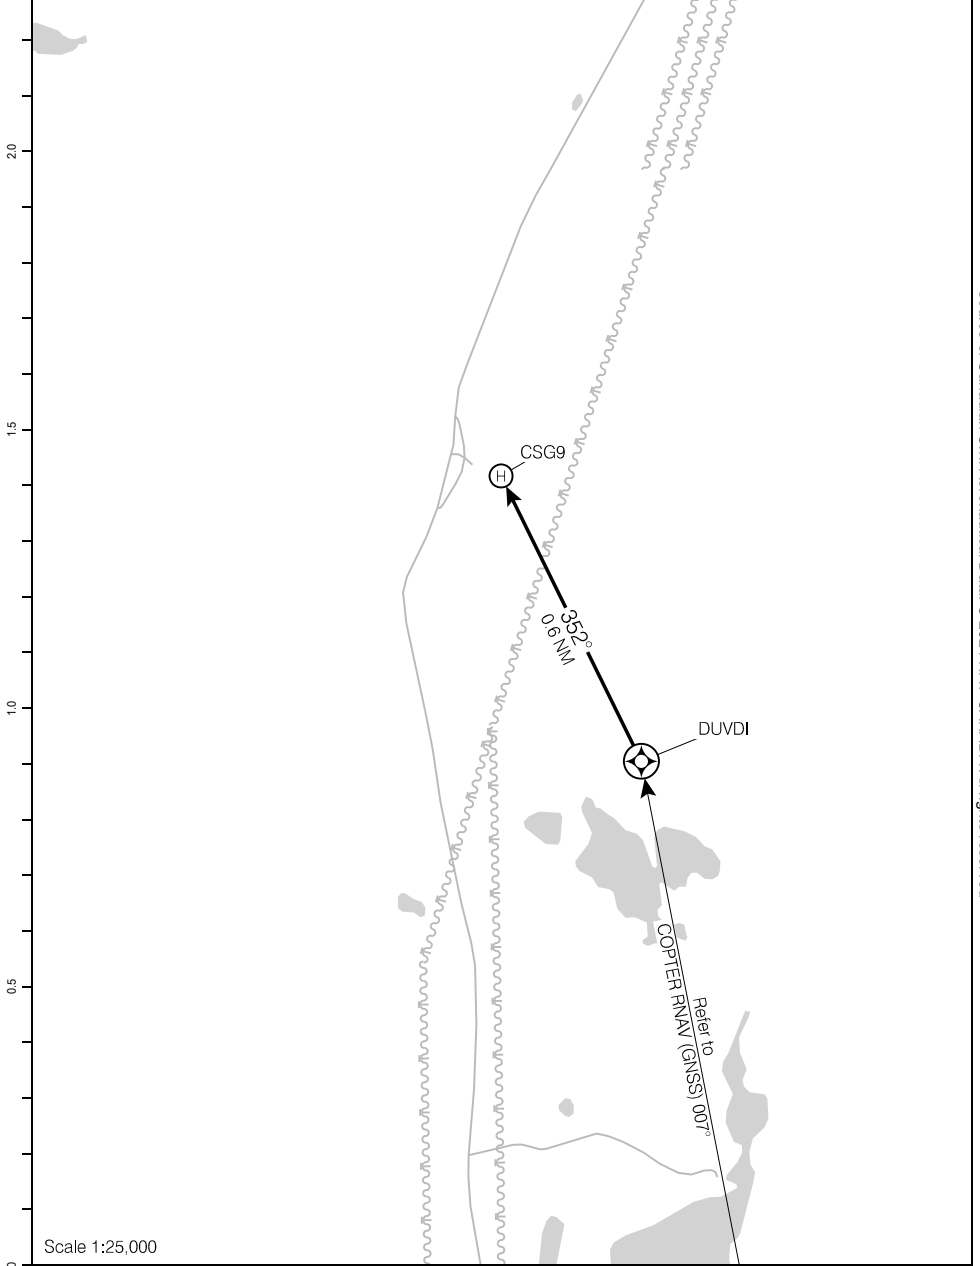 2.0
1.5
CSG9
H
352°
0.6 NM
1.0
DUVDI
0.5
Refer to
COPTER RNAV (GNSS) 007°
Scale 1:25,000
0